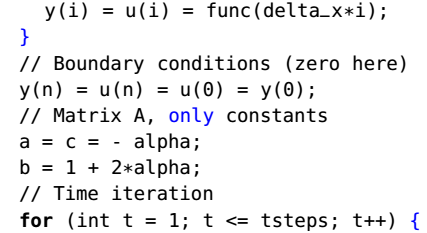 y(i) = u(i) = func(delta_x*i);
}
// Boundary conditions (zero here)
y(n) = u(n) = u(0) = y(0);
// Matrix A, only constants
a = c = - alpha;
b = 1 + 2*alpha;
// Time iteration
for (int t = 1; t <= tsteps; t++) {